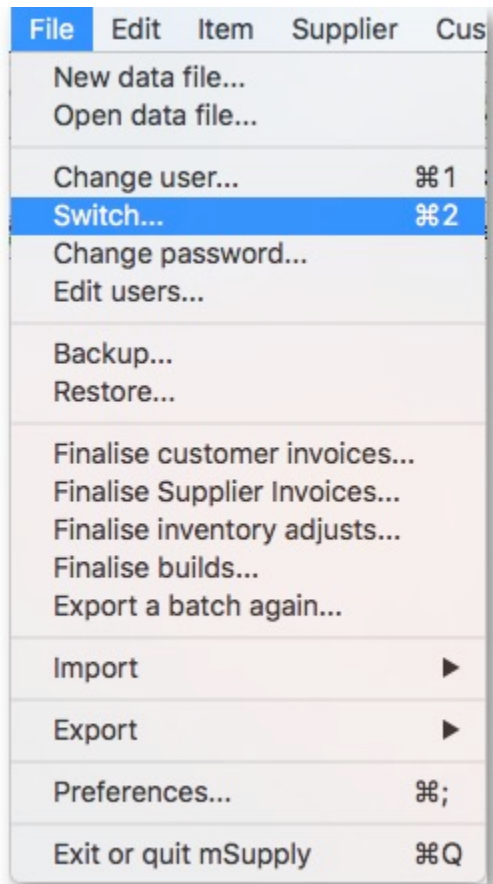 File Edit Item Supplier Cus
New data file...
Open data file...
Change user... ⌘1
Switch... ⌘2
Change password...
Edit users...
Backup...
Restore...
Finalise customer invoices...
Finalise Supplier Invoices...
Finalise inventory adjusts...
Finalise builds...
Export a batch again...
Import ▶
Export ▶
Preferences... ⌘;
Exit or quit mSupply ⌘Q